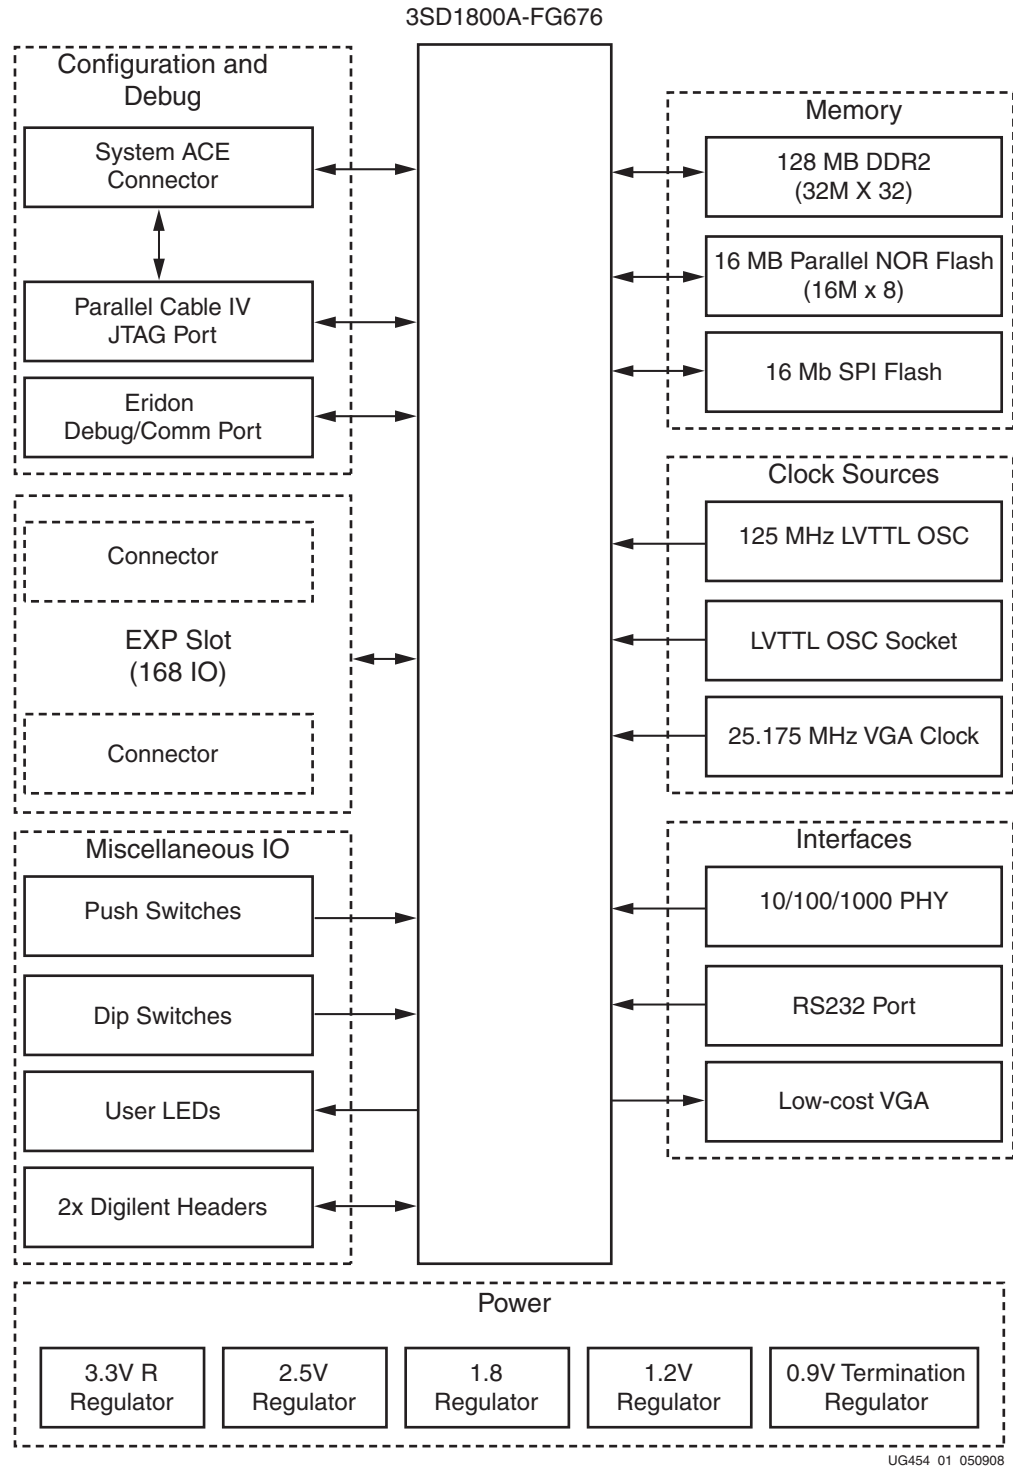 3SD1800A-FG676
Configuration and
Debug
System ACE
Connector
Parallel Cable IV
JTAG Port
Eridon
Debug/Comm Port
Connector
EXP Slot
(168 IO)
Connector
Miscellaneous IO
Push Switches
Dip Switches
User LEDs
2x Digilent Headers
Memory
128 MB DDR2
(32M X 32)
16 MB Parallel NOR Flash
(16M x 8)
16 Mb SPI Flash
Clock Sources
125 MHz LVTTL OSC
LVTTL OSC Socket
25.175 MHz VGA Clock
Interfaces
10/100/1000 PHY
RS232 Port
Low-cost VGA
Power
3.3V R
Regulator
2.5V
Regulator
1.8
Regulator
1.2V
Regulator
0.9V Termination
Regulator
UG454_01_050908